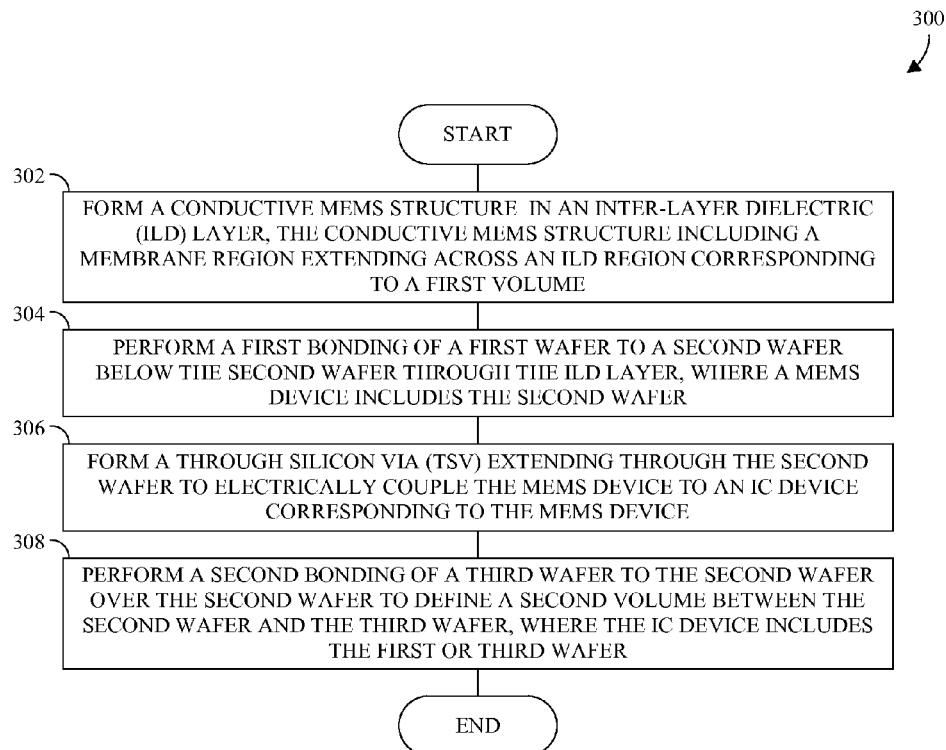 300
START
302
FORM A CONDUCTIVE MEMS STRUCTURE IN AN INTER-LAYER DIELECTRIC
(ILD) LAYER, THE CONDUCTIVE MEMS STRUCTURE INCLUDING A
MEMBRANE REGION EXTENDING ACROSS AN ILD REGION CORRESPONDING
TO A FIRST VOLUME
304
PERFORM A FIRST BONDING OF A FIRST WAFER TO A SECOND WAFER
BELOW THE SECOND WAFER THROUGH THE ILD LAYER, WHERE A MEMS
DEVICE INCLUDES THE SECOND WAFER
306
FORM A THROUGH SILICON VIA (TSV) EXTENDING THROUGH THE SECOND
WAFER TO ELECTRICALLY COUPLE THE MEMS DEVICE TO AN IC DEVICE
CORRESPONDING TO THE MEMS DEVICE
308
PERFORM A SECOND BONDING OF A THIRD WAFER TO THE SECOND WAFER
OVER THE SECOND WAFER TO DEFINE A SECOND VOLUME BETWEEN THE
SECOND WAFER AND THE THIRD WAFER, WHERE THE IC DEVICE INCLUDES
THE FIRST OR THIRD WAFER
END